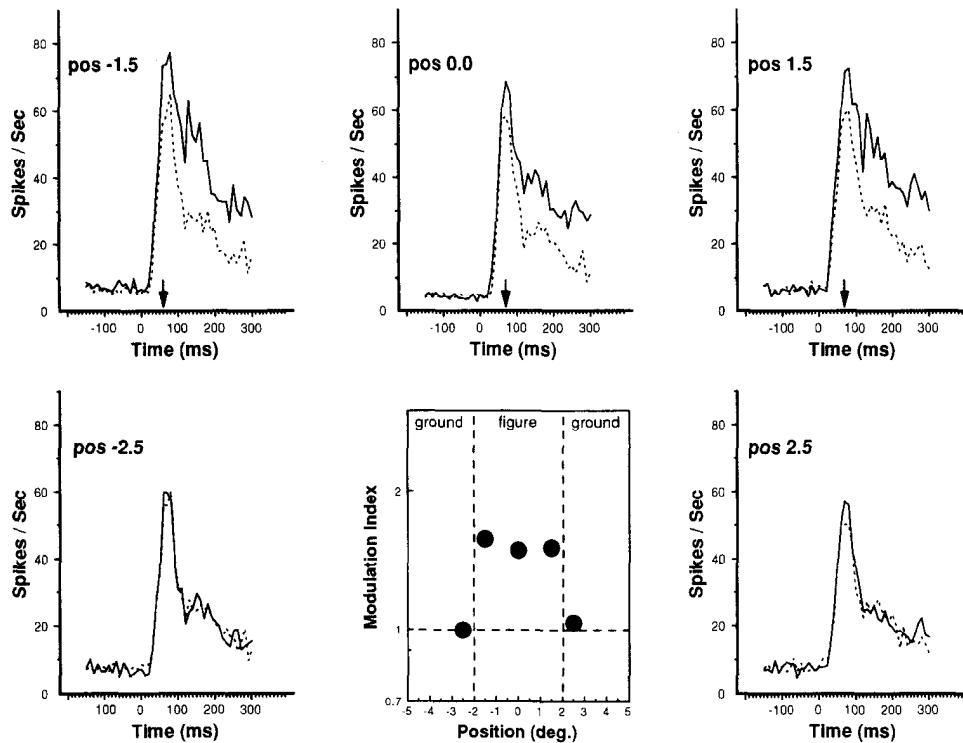 80
60
40
20
0
Spikes / Sec
pos -1.5
-100 0 100 200 300
Time (ms)
80
60
40
20
0
Spikes / Sec
pos 0.0
-100 0 100 200 300
Time (ms)
80
60
40
20
0
Spikes / Sec
pos 1.5
-100 0 100 200 300
Time (ms)
80
60
40
20
0
Spikes / Sec
pos -2.5
-100 0 100 200 300
Time (ms)
ground figure ground
2
1
0.7
Modulation Index
-5 -4 -3 -2 -1 0 1 2 3 4 5
Position (deg.)
80
60
40
20
0
Spikes / Sec
pos 2.5
-100 0 100 200 300
Time (ms)